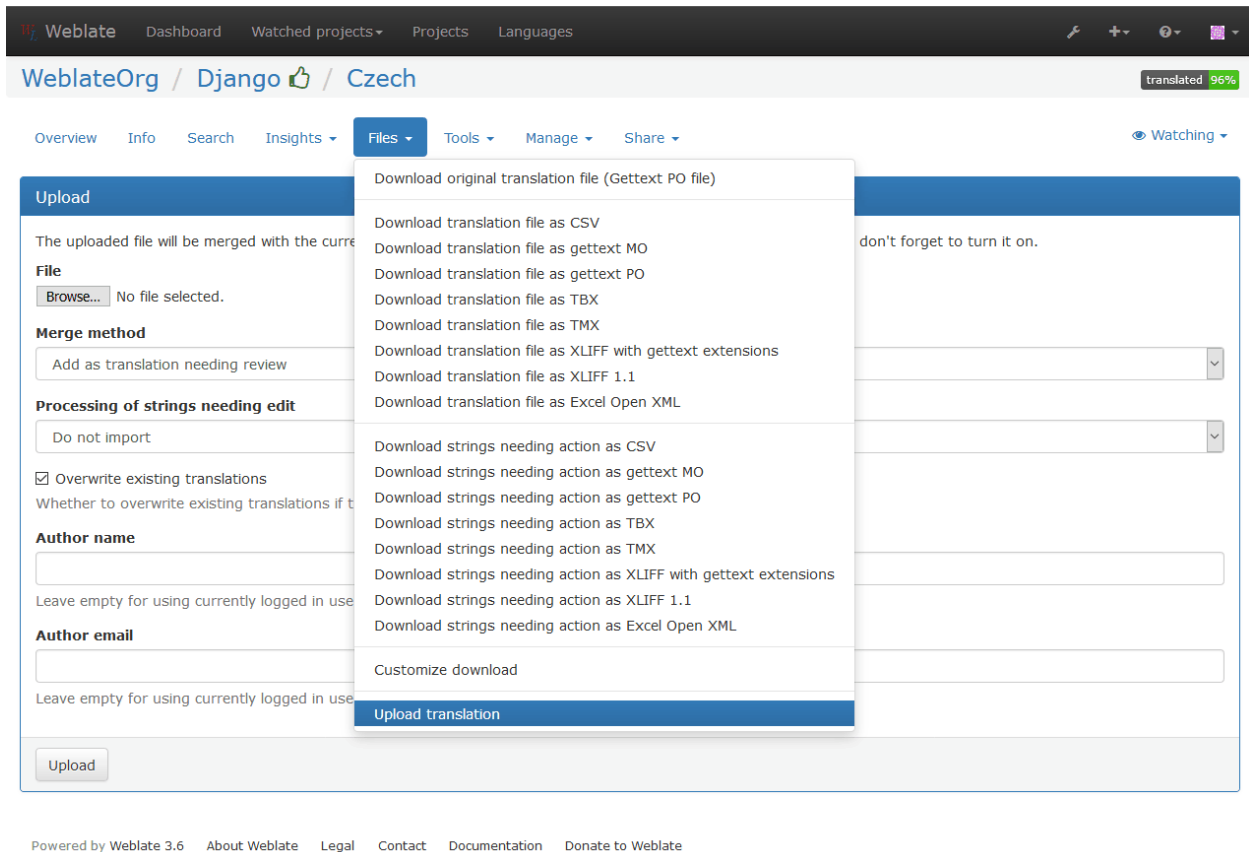 Weblate Dashboard Watched projects Projects Languages
WeblateOrg / Django / Czech
translated 96%
Overview Info Search Insights Files Tools Manage Share Watching
Download original translation file (Gettext PO file)
Upload
Download translation file as CSV
The uploaded file will be merged with the curre don't forget to turn it on.
Download translation file as gettext MO
File
Download translation file as gettext PO
Browse... No file selected.
Download translation file as TBX
Download translation file as TMX
Merge method
Download translation file as XLIFF with gettext extensions
Add as translation needing review
Download translation file as XLIFF 1.1
Download translation file as Excel Open XML
Processing of strings needing edit
Do not import
Download strings needing action as CSV
Download strings needing action as gettext MO
Overwrite existing translations
Download strings needing action as gettext PO
Whether to overwrite existing translations if t
Download strings needing action as TBX
Author name
Download strings needing action as TMX
Download strings needing action as XLIFF with gettext extensions
Leave empty for using currently logged in use
Download strings needing action as XLIFF 1.1
Download strings needing action as Excel Open XML
Author email
Customize download
Leave empty for using currently logged in use
Upload translation
Upload
Powered by Weblate 3.6 About Weblate Legal Contact Documentation Donate to Weblate